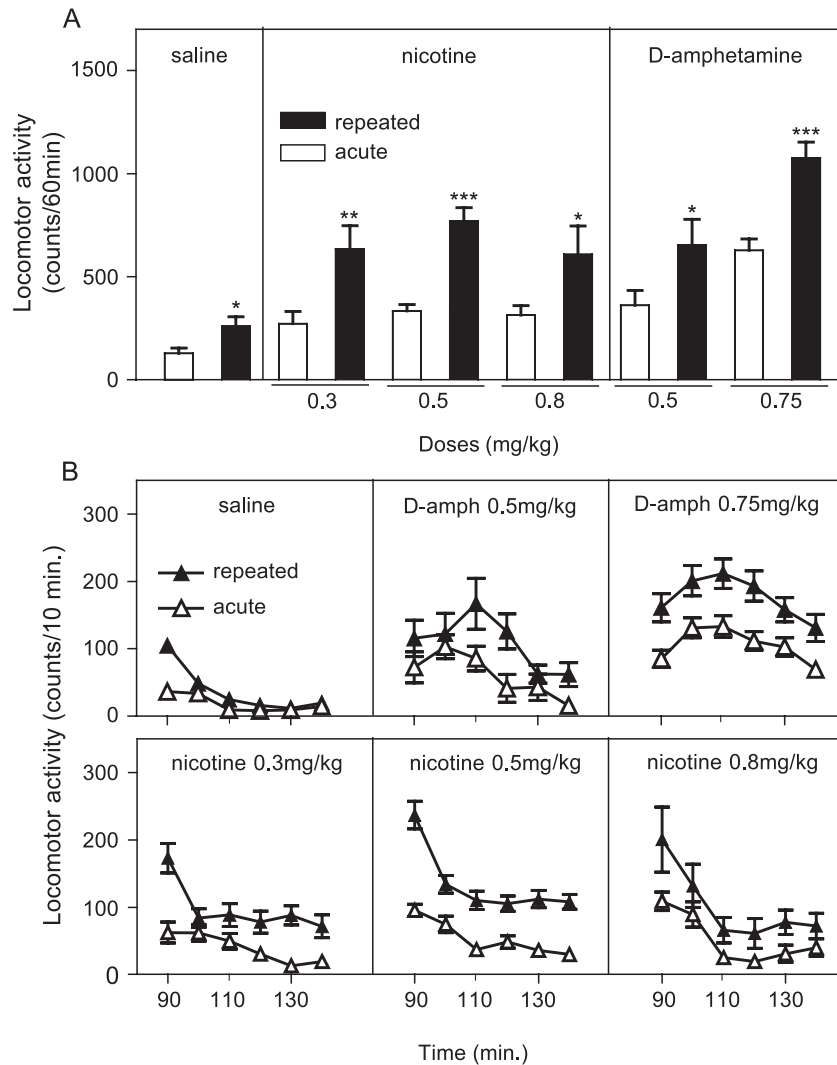 A
saline
nicotine
D-amphetamine
Locomotor activity
(counts/60min)
1500
1000
500
0
repeated
acute
*
**
***
*
*
***
0.3
0.5
0.8
0.5
0.75
Doses (mg/kg)
B
saline
D-amph 0.5mg/kg
D-amph 0.75mg/kg
Locomotor activity (counts/10 min.)
300
200
100
0
repeated
acute
nicotine 0.3mg/kg
nicotine 0.5mg/kg
nicotine 0.8mg/kg
300
200
100
0
90 110 130
90 110 130
90 110 130
Time (min.)